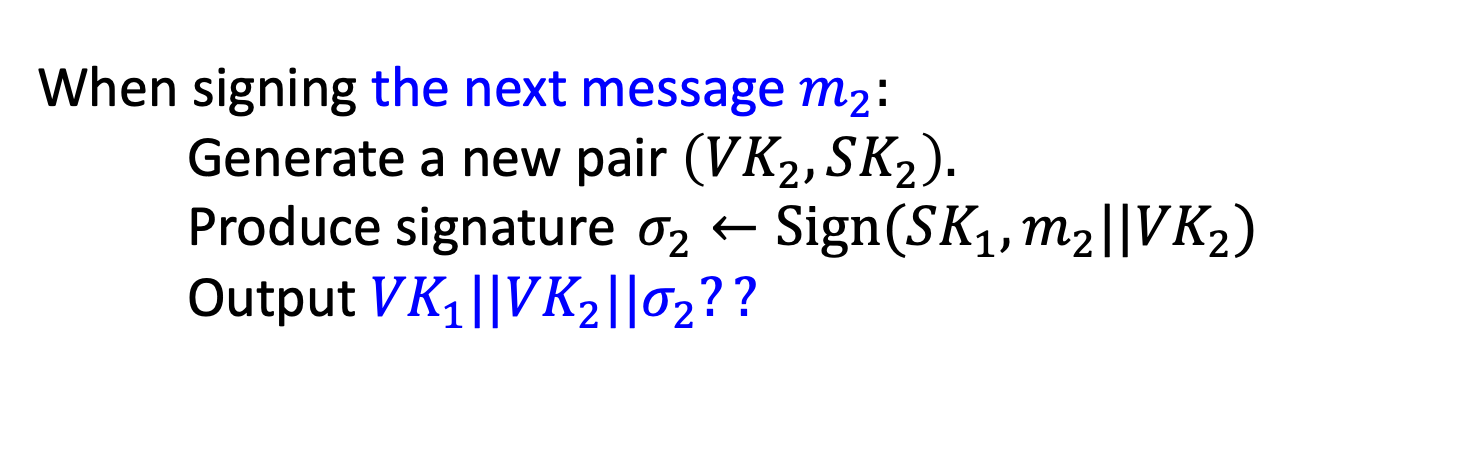 When signing the next message m₂:
Generate a new pair (VK₂, SK₂).
Produce signature σ₂ ← Sign(SK₁, m₂||VK₂)
Output VK₁||VK₂||σ₂??